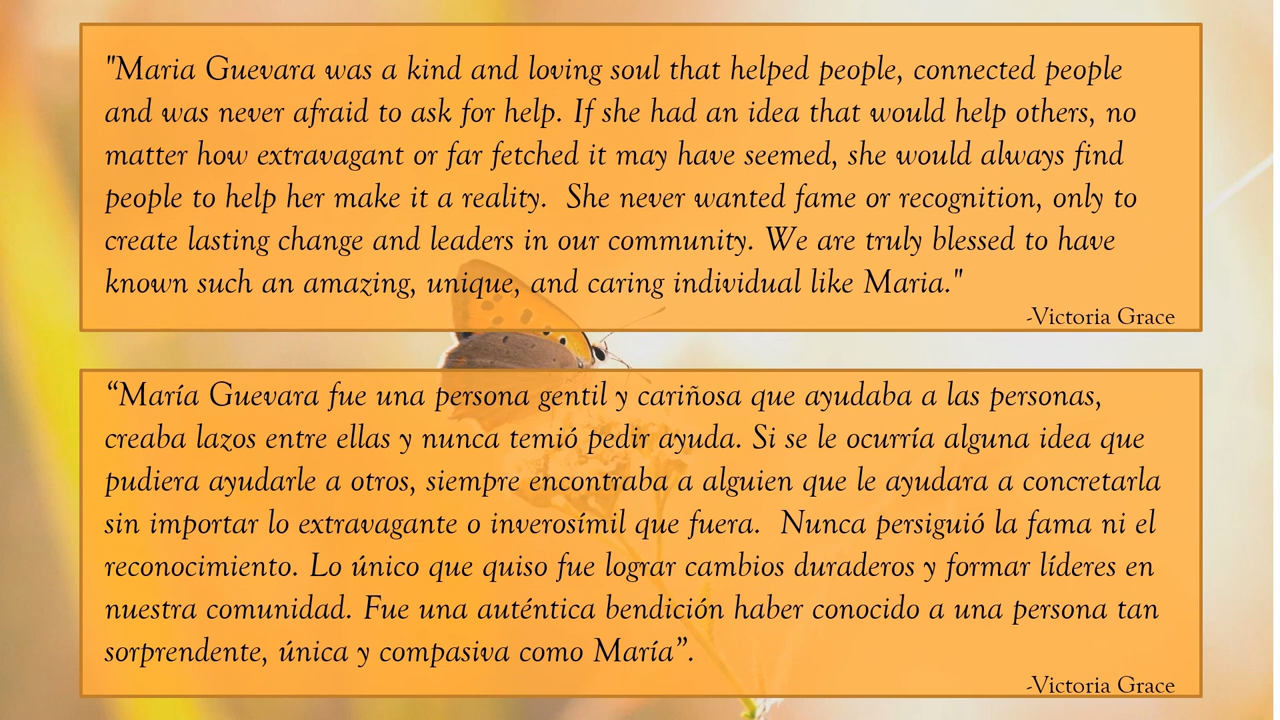 "Maria Guevara was a kind and loving soul that helped people, connected people
and was never afraid to ask for help. If she had an idea that would help others, no
matter how extravagant or far fetched it may have seemed, she would always find
people to help her make it a reality.  She never wanted fame or recognition, only to
create lasting change and leaders in our community. We are truly blessed to have
known such an amazing, unique, and caring individual like Maria."
-Victoria Grace
“María Guevara fue una persona gentil y cariñosa que ayudaba a las personas,
creaba lazos entre ellas y nunca temió pedir ayuda. Si se le ocurría alguna idea que
pudiera ayudarle a otros, siempre encontraba a alguien que le ayudara a concretarla
sin importar lo extravagante o inverosímil que fuera.  Nunca persiguió la fama ni el
reconocimiento. Lo único que quiso fue lograr cambios duraderos y formar líderes en
nuestra comunidad. Fue una auténtica bendición haber conocido a una persona tan
sorprendente, única y compasiva como María”.
-Victoria Grace